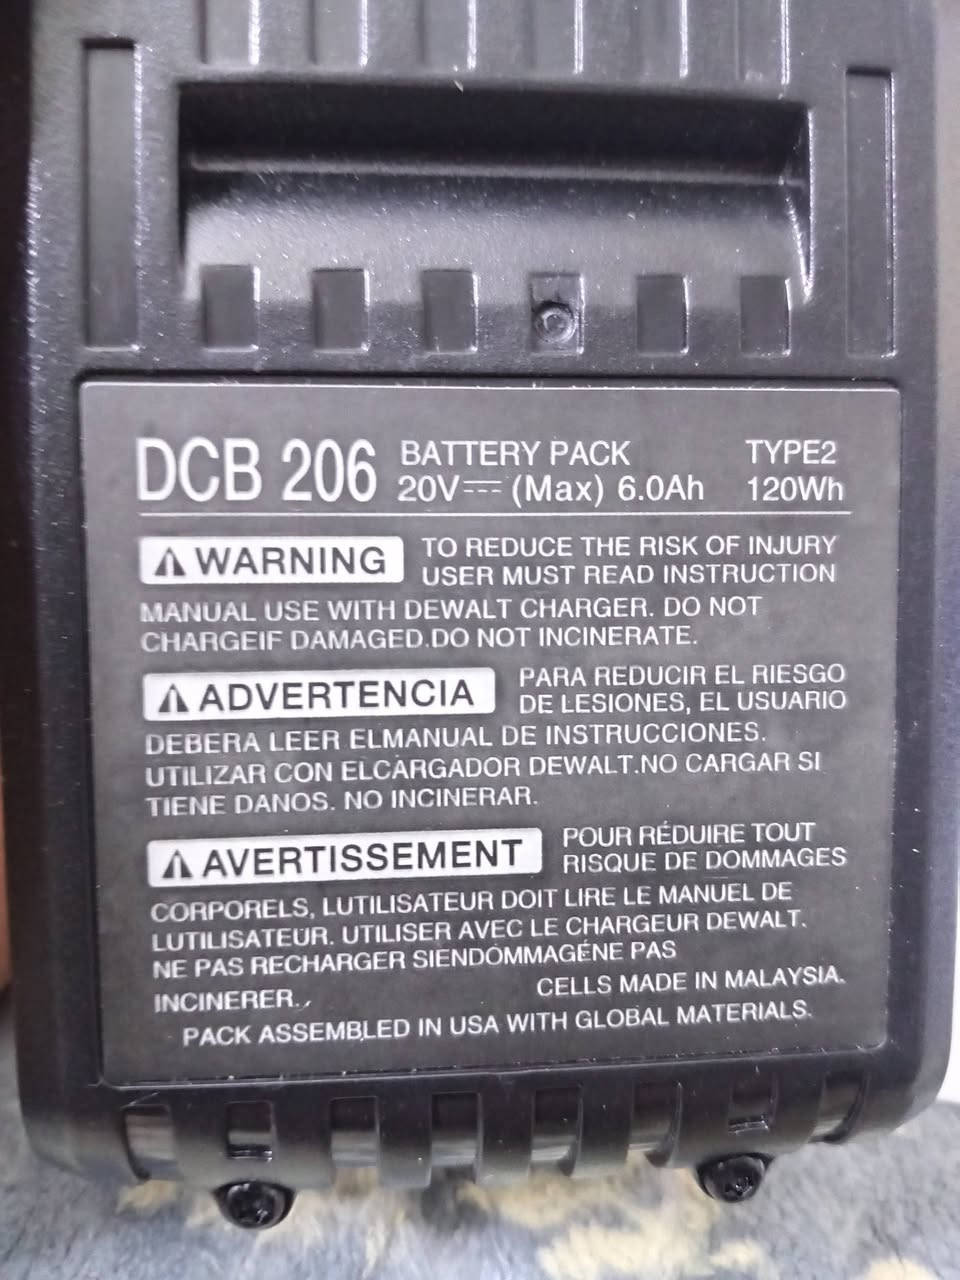 DCB 206 BATTERY PACK TYPE2
20V⎓ (Max) 6.0Ah 120Wh
⚠ WARNING TO REDUCE THE RISK OF INJURY
USER MUST READ INSTRUCTION
MANUAL USE WITH DEWALT CHARGER. DO NOT
CHARGEIF DAMAGED.DO NOT INCINERATE.
⚠ ADVERTENCIA PARA REDUCIR EL RIESGO
DE LESIONES, EL USUARIO
DEBERA LEER ELMANUAL DE INSTRUCCIONES.
UTILIZAR CON ELCARGADOR DEWALT.NO CARGAR SI
TIENE DANOS. NO INCINERAR.
⚠ AVERTISSEMENT POUR RÉDUIRE TOUT
RISQUE DE DOMMAGES
CORPORELS, LUTILISATEUR DOIT LIRE LE MANUEL DE
LUTILISATEUR. UTILISER AVEC LE CHARGEUR DEWALT.
NE PAS RECHARGER SIENDÓMMAGÉNE PAS
INCINERER., CELLS MADE IN MALAYSIA.
PACK ASSEMBLED IN USA WITH GLOBAL MATERIALS.